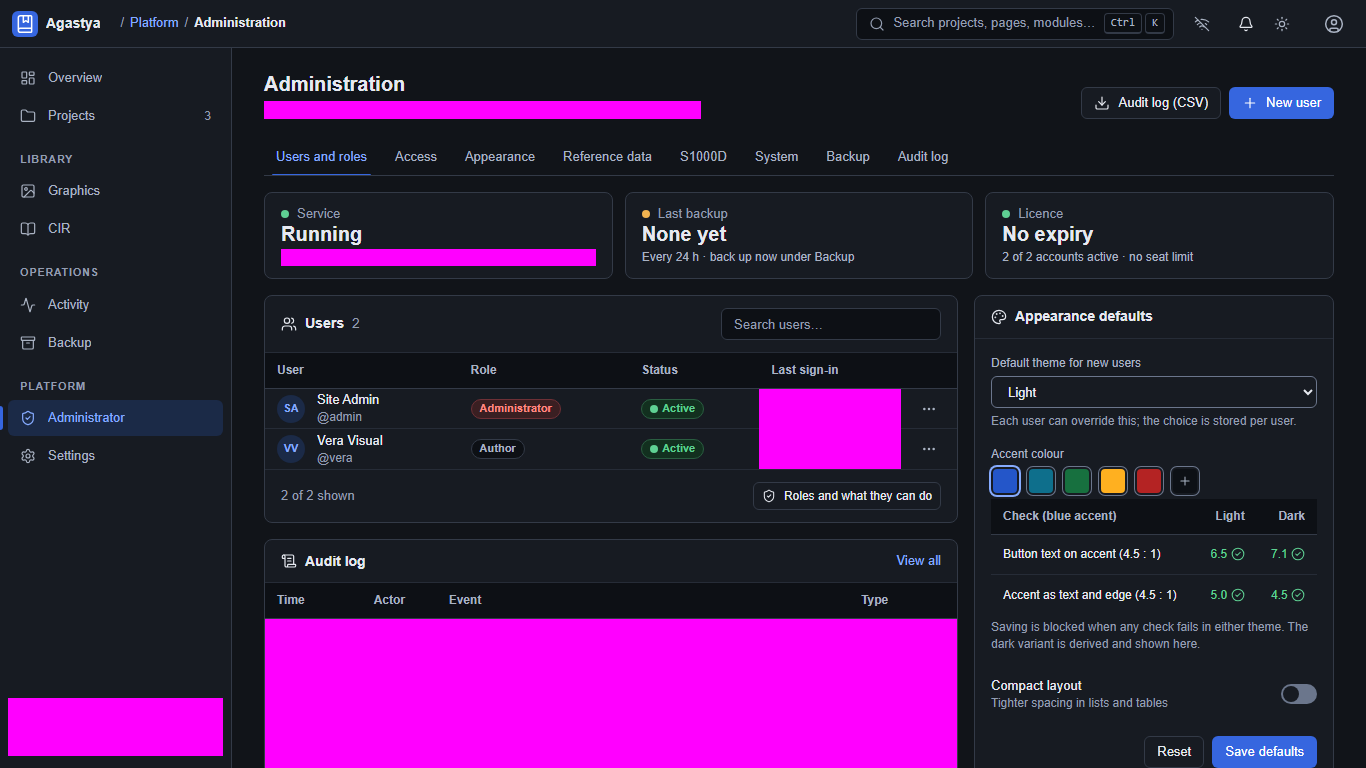 Agastya / Platform / Administration
Search projects, pages, modules… Ctrl K
Overview
Projects 3
LIBRARY
Graphics
CIR
OPERATIONS
Activity
Backup
PLATFORM
Administrator
Settings
Administration
Audit log (CSV)
New user
Users and roles Access Appearance Reference data S1000D System Backup Audit log
Service
Running
Last backup
None yet
Every 24 h · back up now under Backup
Licence
No expiry
2 of 2 accounts active · no seat limit
Users 2
Search users…
User Role Status Last sign-in
SA Site Admin Administrator Active
@admin
VV Vera Visual Author Active
@vera
2 of 2 shown
Roles and what they can do
Audit log
View all
Time Actor Event Type
Appearance defaults
Default theme for new users
Light
Each user can override this; the choice is stored per user.
Accent colour
Check (blue accent) Light Dark
Button text on accent (4.5 : 1) 6.5 7.1
Accent as text and edge (4.5 : 1) 5.0 4.5
Saving is blocked when any check fails in either theme. The
dark variant is derived and shown here.
Compact layout
Tighter spacing in lists and tables
Reset
Save defaults